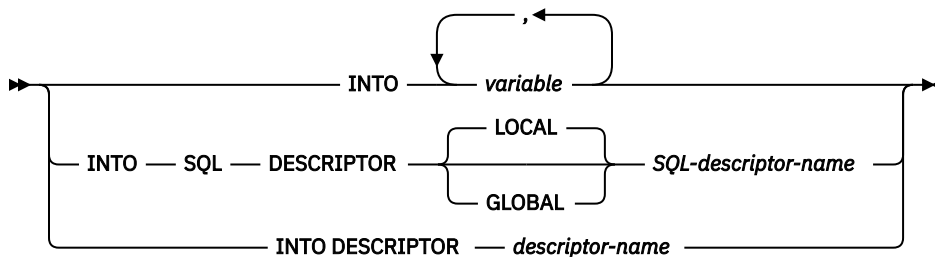 ,
INTO variable
LOCAL
INTO SQL DESCRIPTOR SQL-descriptor-name
GLOBAL
INTO DESCRIPTOR descriptor-name